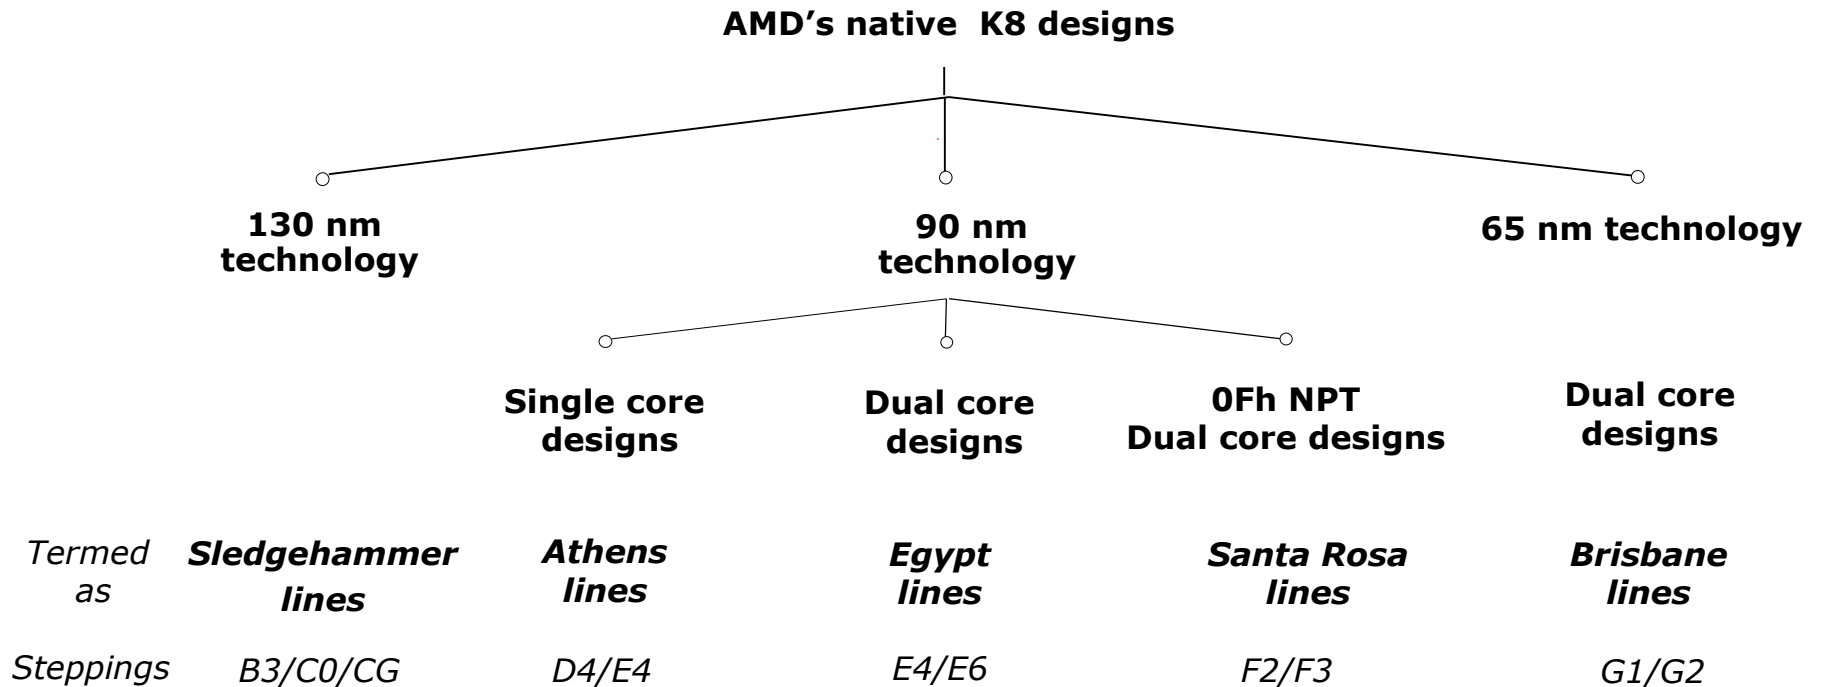 AMD’s native  K8 designs
130 nm
technology
90 nm
technology
65 nm technology
Single core
designs
Dual core
designs
0Fh NPT
Dual core designs
Dual core
designs
Termed
as
Sledgehammer
lines
Athens
lines
Egypt
lines
Santa Rosa
lines
Brisbane
lines
Steppings
B3/C0/CG
D4/E4
E4/E6
F2/F3
G1/G2